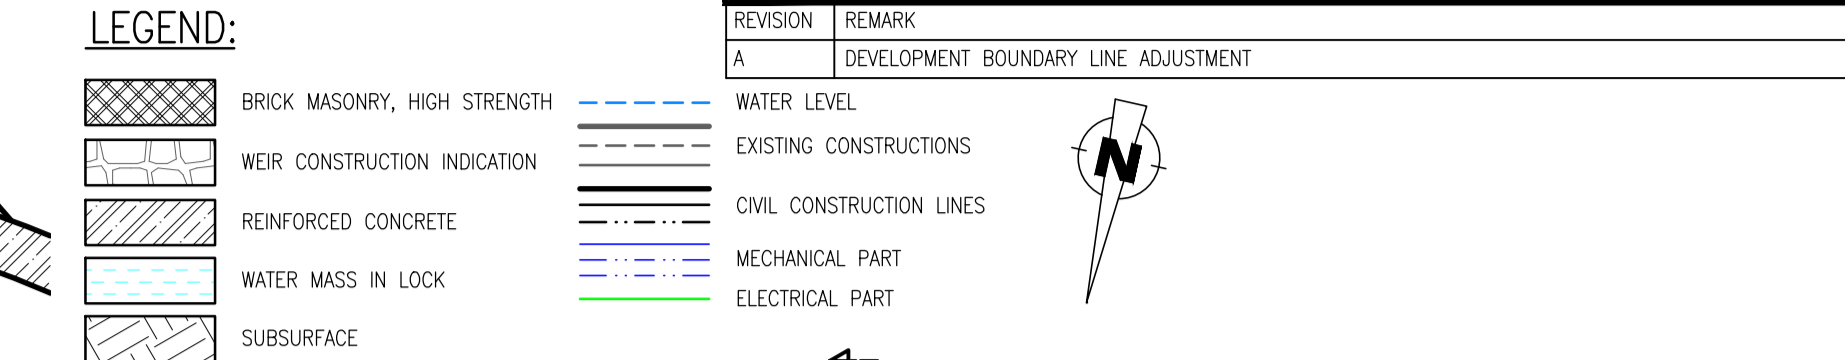 LEGEND:
REVISION REMARK
A DEVELOPMENT BOUNDARY LINE ADJUSTMENT
BRICK MASONRY, HIGH STRENGTH
WEIR CONSTRUCTION INDICATION
REINFORCED CONCRETE
WATER MASS IN LOCK
SUBSURFACE
WATER LEVEL
EXISTING CONSTRUCTIONS
CIVIL CONSTRUCTION LINES
MECHANICAL PART
ELECTRICAL PART
N